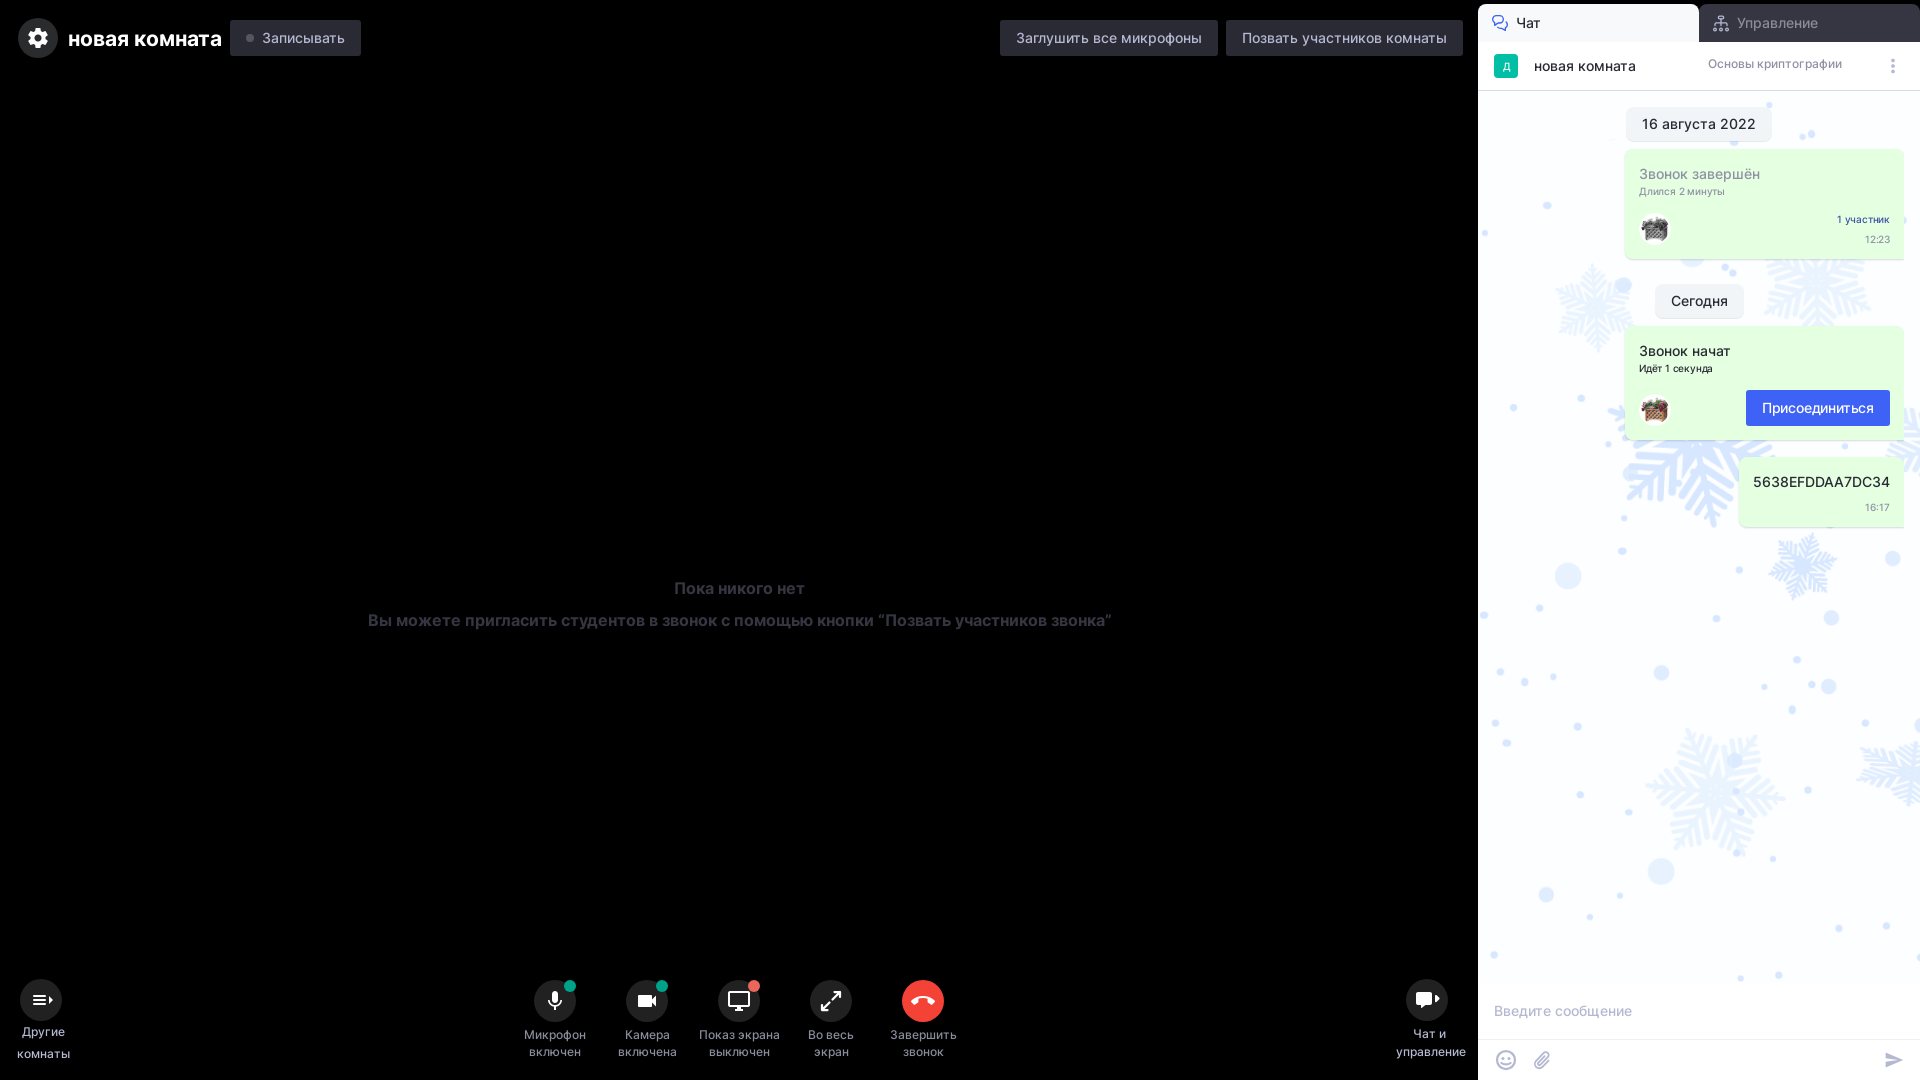 новая комната
Записывать
Заглушить все микрофоны
Позвать участников комнаты
Пока никого нет
Вы можете пригласить студентов в звонок с помощью кнопки “Позвать участников звонка”
Другие
комнаты
Микрофон
включен
Камера
включена
Показ экрана
выключен
Во весь
экран
Завершить
звонок
Чат и
управление
Чат
Управление
Д
новая комната
Основы криптографии
16 августа 2022
Звонок завершён
Длился 2 минуты
1 участник
12:23
Сегодня
Звонок начат
Идёт 1 секунда
Присоединиться
5638EFDDAA7DC34
16:17
Введите сообщение